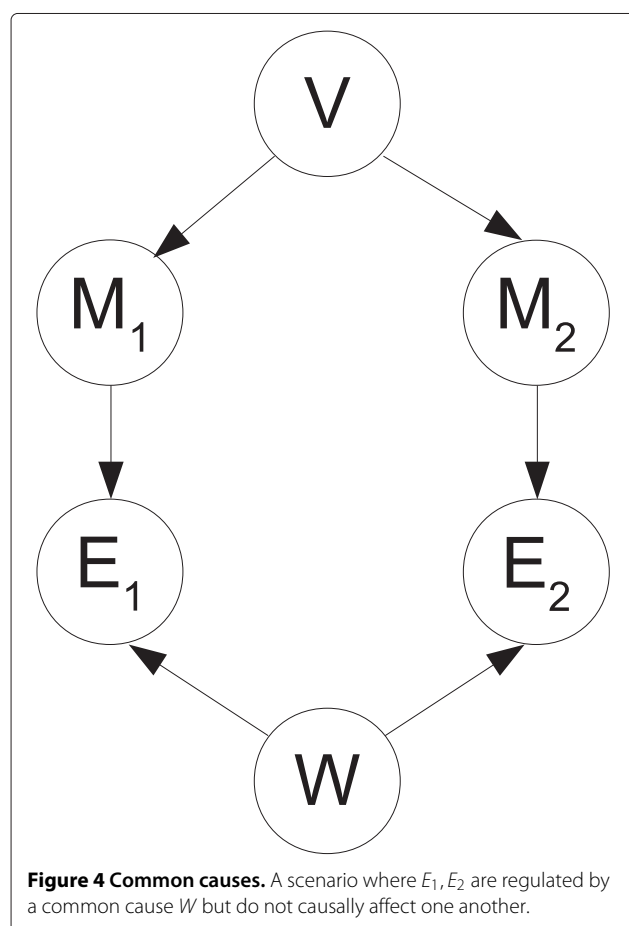 V
M1 M2
E1 E2
W
Figure 4 Common causes. A scenario where E1, E2 are regulated by
a common cause W but do not causally affect one another.